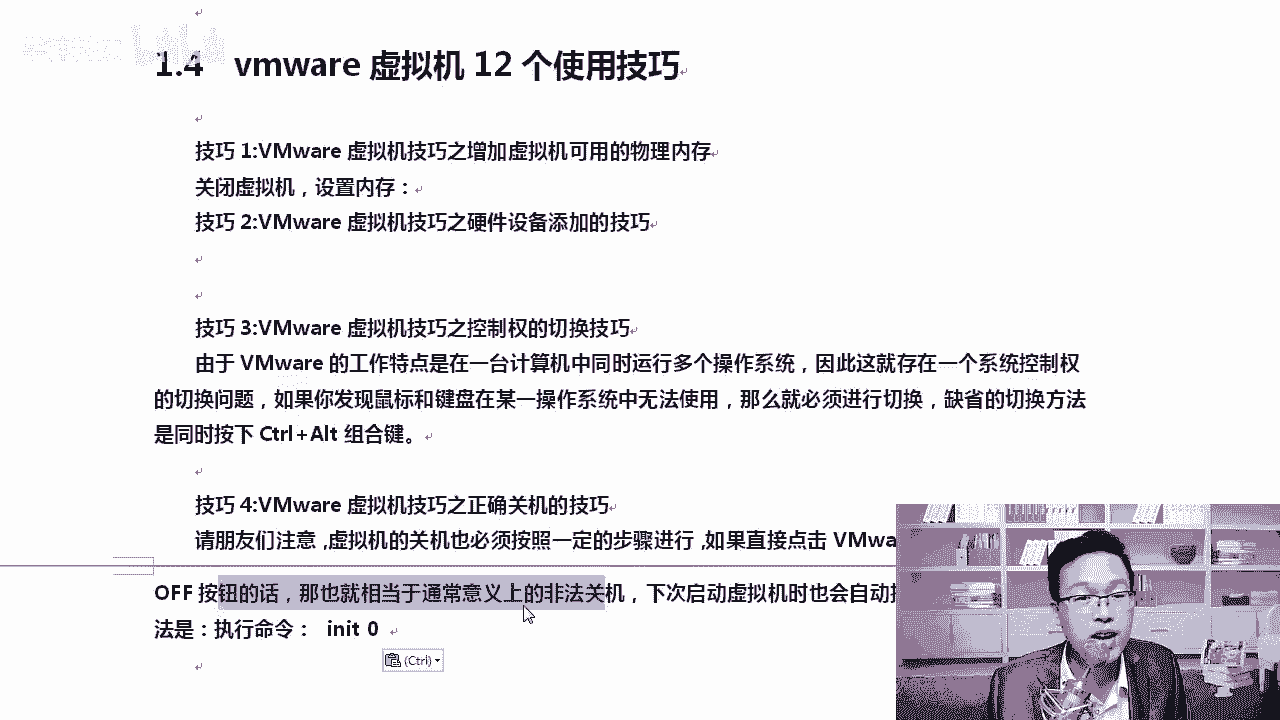 1.4 vmware 虚拟机 12 个使用技巧
技巧 1:VMware 虚拟机技巧之增加虚拟机可用的物理内存
关闭虚拟机，设置内存：
技巧 2:VMware 虚拟机技巧之硬件设备添加的技巧
技巧 3:VMware 虚拟机技巧之控制权的切换技巧
由于 VMware 的工作特点是在一台计算机中同时运行多个操作系统，因此这就存在一个系统控制权
的切换问题，如果你发现鼠标和键盘在某一操作系统中无法使用，那么就必须进行切换，缺省的切换方法
是同时按下 Ctrl+Alt 组合键。
技巧 4:VMware 虚拟机技巧之正确关机的技巧
请朋友们注意 ,虚拟机的关机也必须按照一定的步骤进行 ,如果直接点击 VMwa
OFF 按钮的话，那也就相当于通常意义上的非法关机，下次启动虚拟机时也会自动
法是：执行命令： init 0
(Ctrl)